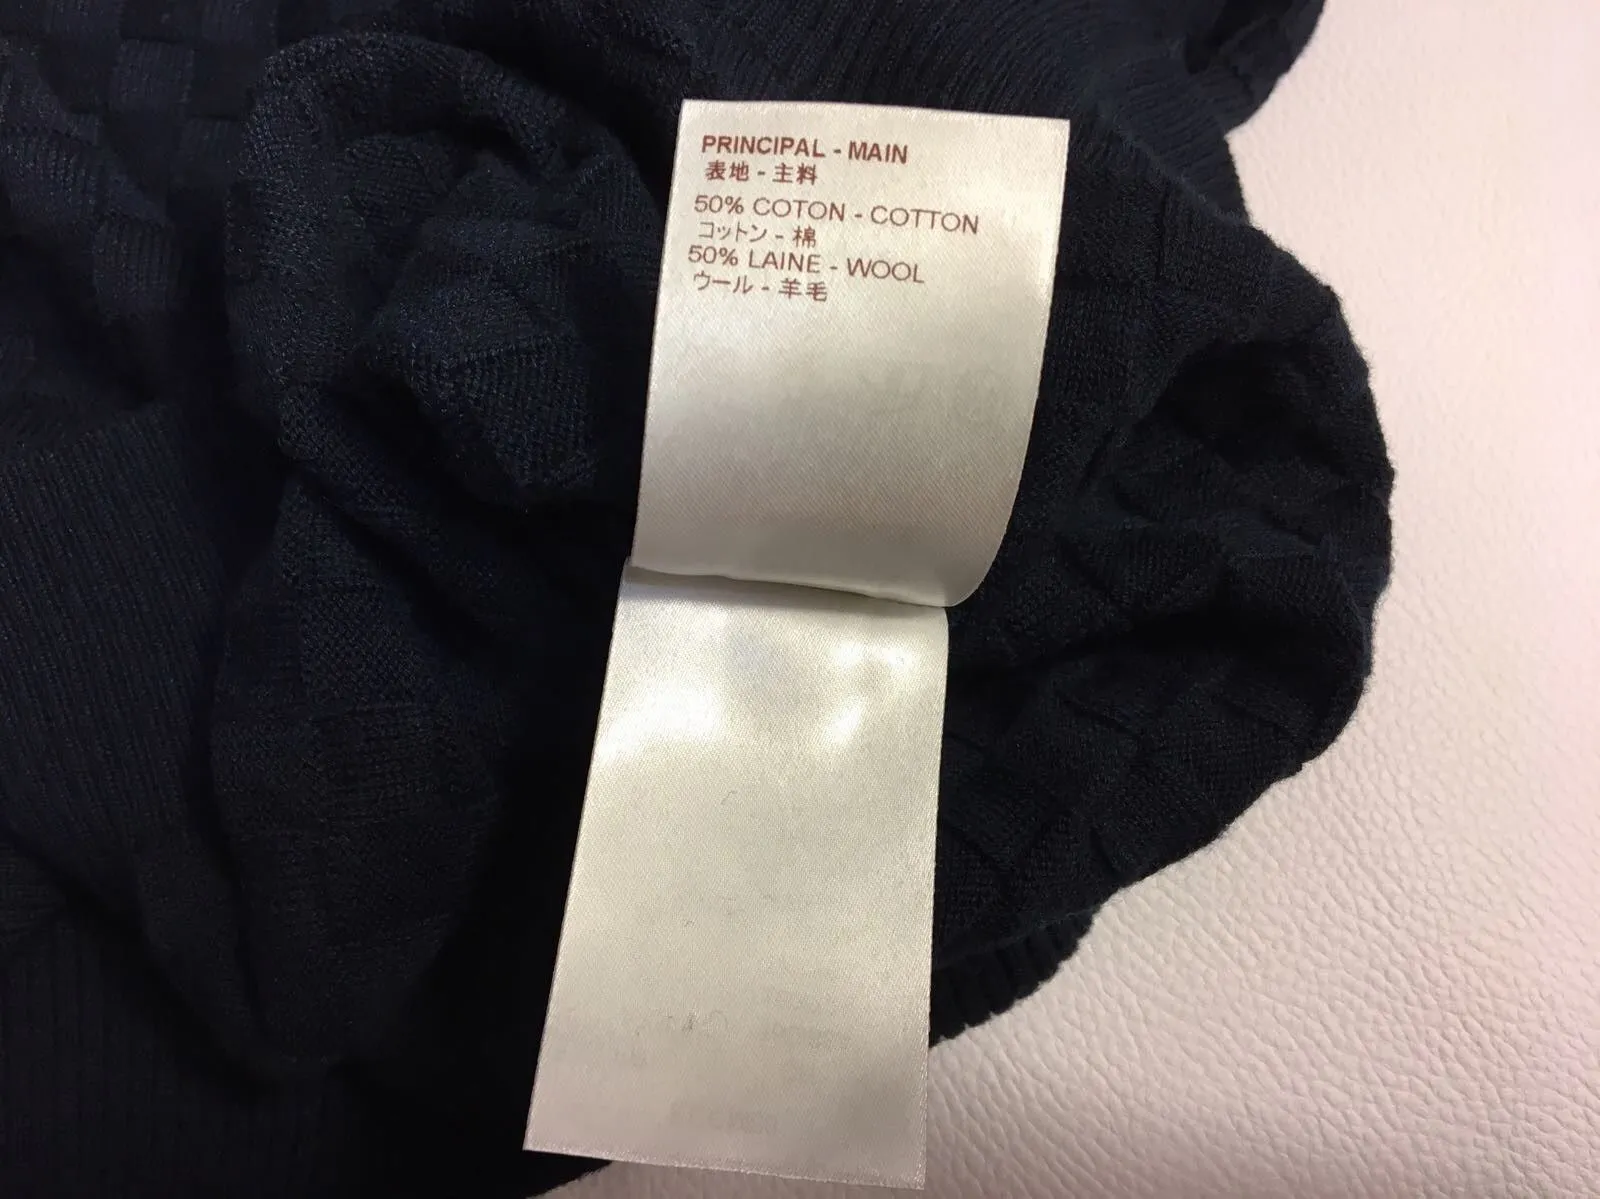 PRINCIPAL - MAIN
表地 - 主料
50% COTON - COTTON
コットン - 棉
50% LAINE - WOOL
ウール - 羊毛